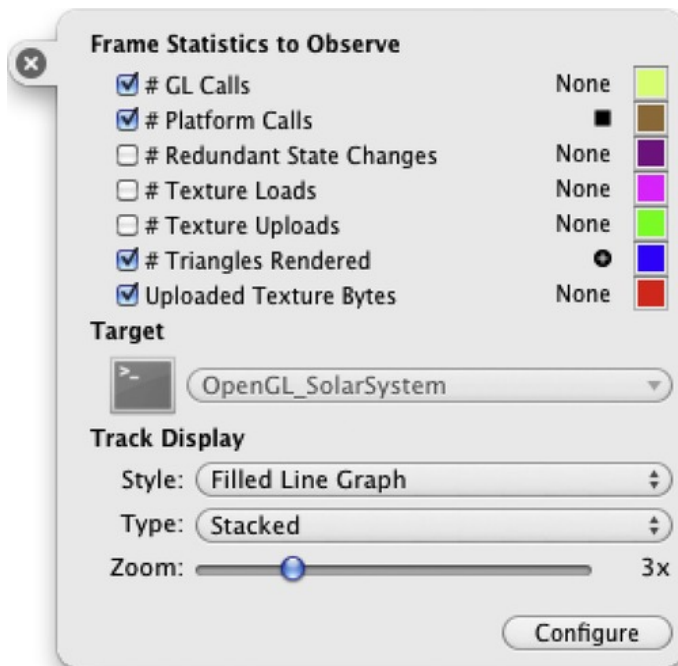 Frame Statistics to Observe
# GL Calls None
# Platform Calls
# Redundant State Changes None
# Texture Loads None
# Texture Uploads None
# Triangles Rendered
Uploaded Texture Bytes None
Target
>_
OpenGL_SolarSystem
Track Display
Style: Filled Line Graph
Type: Stacked
Zoom: 3x
Configure